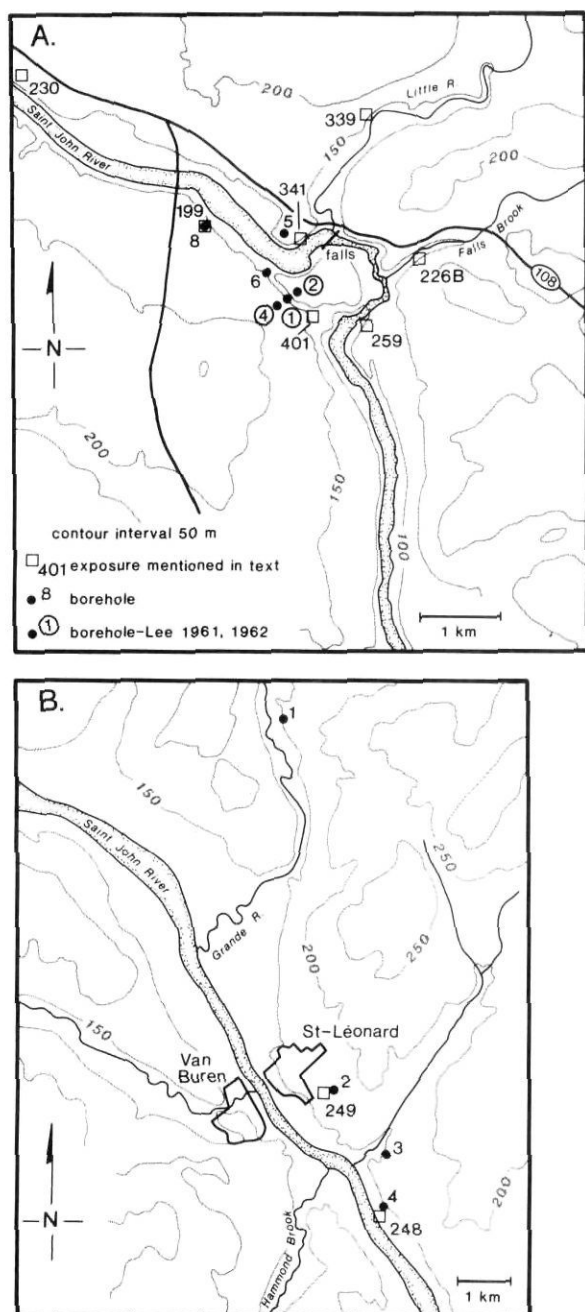 A.
230
Saint John River
200
Little R.
339
150
200
341
199
8
5
falls
Falls Brook
226B
108
6
2
4
1
401
259
N
200
150
100
contour interval 50 m
401 exposure mentioned in text
8 borehole
1 borehole-Lee 1961, 1962
1 km
B.
1
150
Saint John River
250
Grande R.
200
250
150
St-Léonard
Van Buren
2
249
3
200
4
248
N
Hammond Brook
1 km